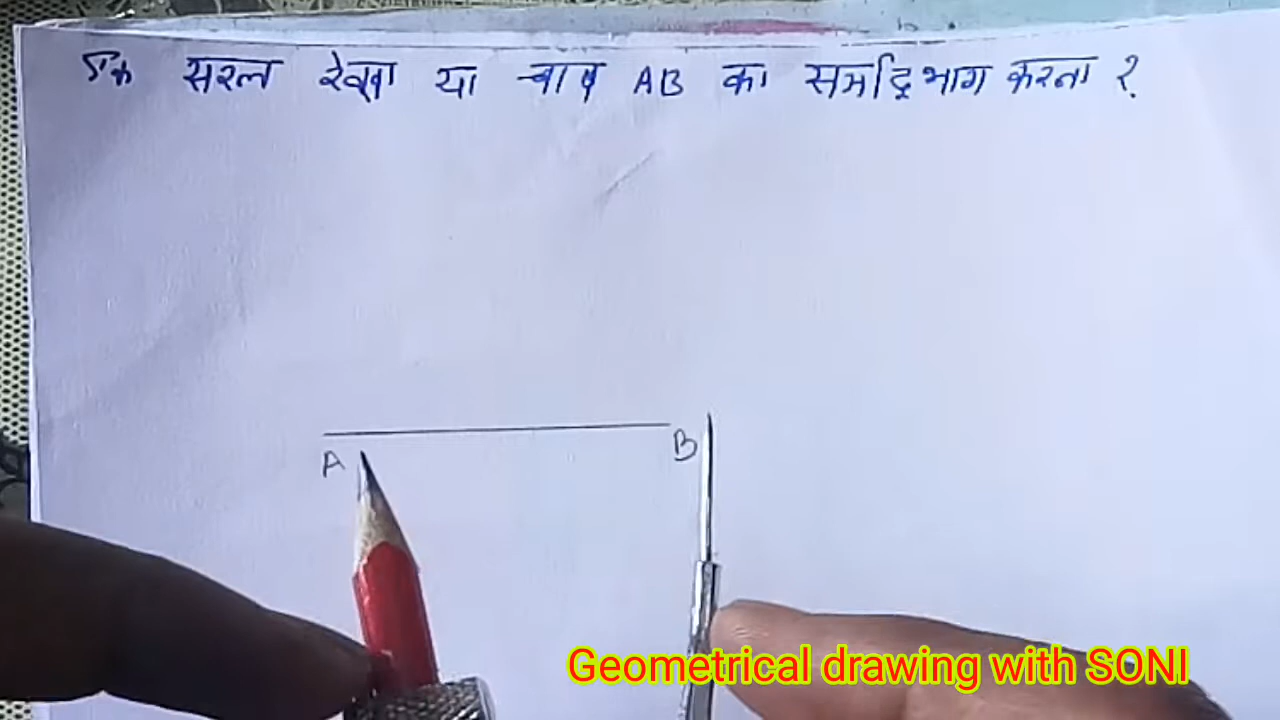 एक सरल रेखा या चाप AB का समद्विभाग करना ?
A B
Geometrical drawing with SONI